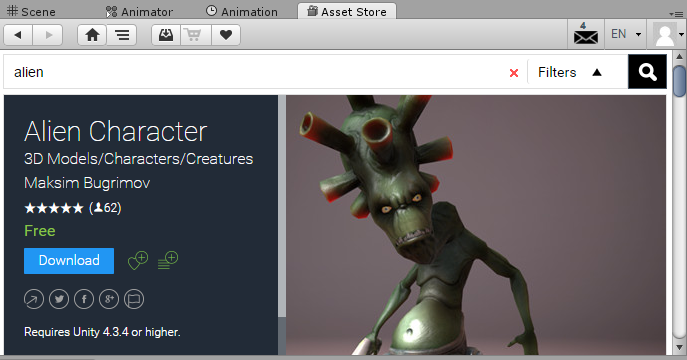 Scene Animator Animation Asset Store
4 EN
alien Filters
Alien Character
3D Models/Characters/Creatures
Maksim Bugrimov
★★★★★ (62)
Free
Download
g+
Requires Unity 4.3.4 or higher.